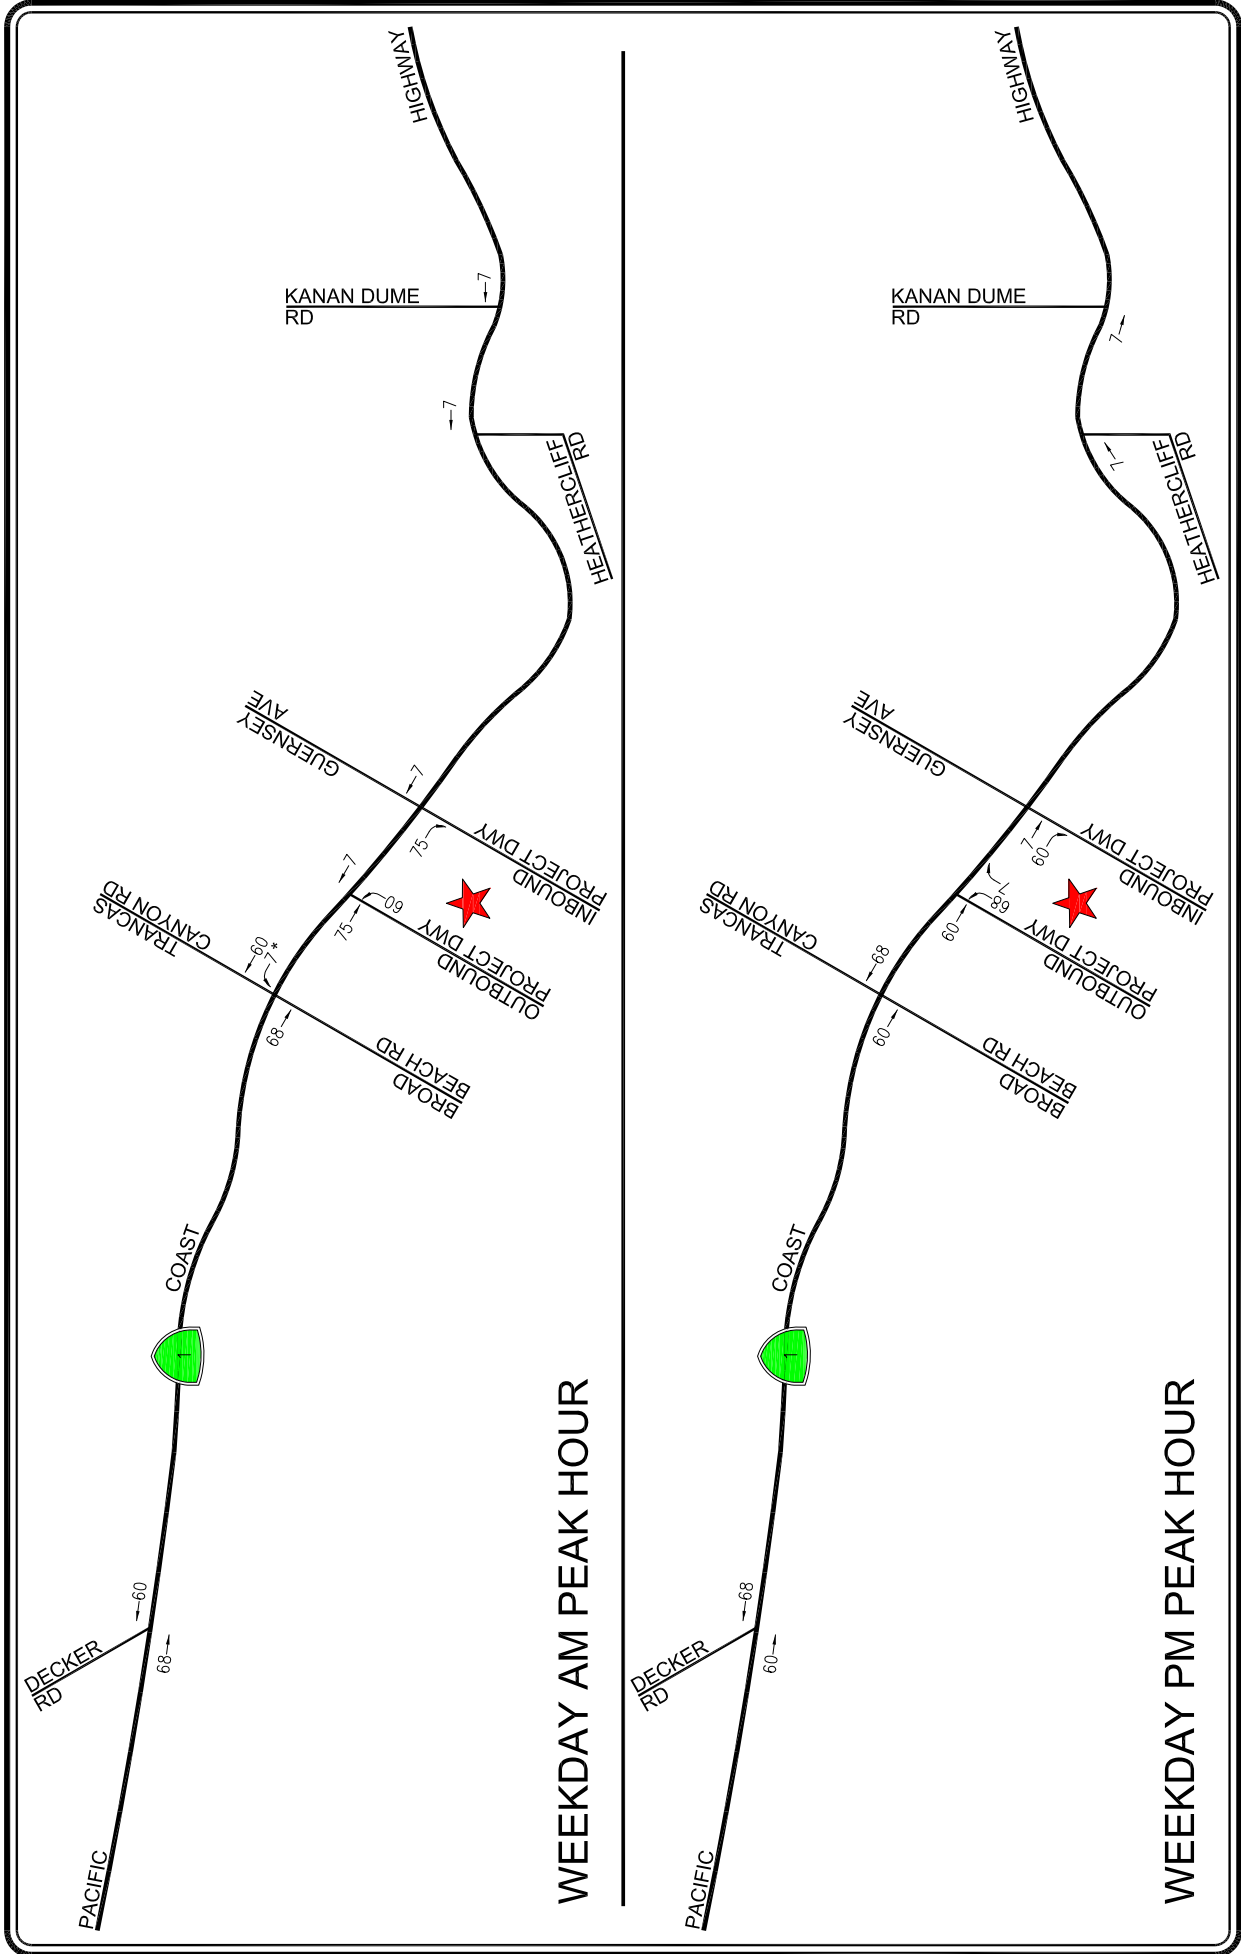 HIGHWAY
KANAN DUME
RD
7
7
HEATHERCLIFF
RD
GUERNSEY
AVE
7
75
INBOUND
PROJECT DWY
7
75
60
OUTBOUND
PROJECT DWY
TRANCAS
CANYON RD
60
7*
68
BROAD
BEACH RD
COAST
1
DECKER
RD
60
68
PACIFIC
WEEKDAY AM PEAK HOUR
HIGHWAY
KANAN DUME
RD
7
7
HEATHERCLIFF
RD
GUERNSEY
AVE
7
60
INBOUND
PROJECT DWY
7
60
68
OUTBOUND
PROJECT DWY
TRANCAS
CANYON RD
68
60
BROAD
BEACH RD
COAST
1
DECKER
RD
68
60
PACIFIC
WEEKDAY PM PEAK HOUR